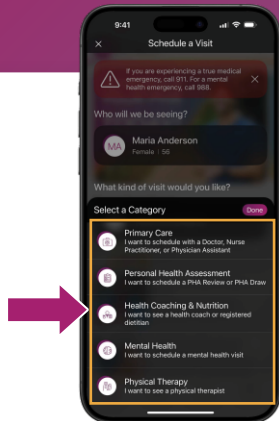 9:41
Schedule a Visit
If you are experiencing a true medical
emergency, call 911. For a mental
health emergency, call 988.
Who will we be seeing?
MA
Maria Anderson
Female | 56
What kind of visit would you like?
Select a Category
Done
Primary Care
I want to schedule with a Doctor, Nurse
Practitioner, or Physician Assistant
Personal Health Assessment
I want to schedule a PHA Review or PHA Draw
Health Coaching & Nutrition
I want to see a health coach or registered
dietitian
Mental Health
I want to schedule a mental health visit
Physical Therapy
I want to see a physical therapist